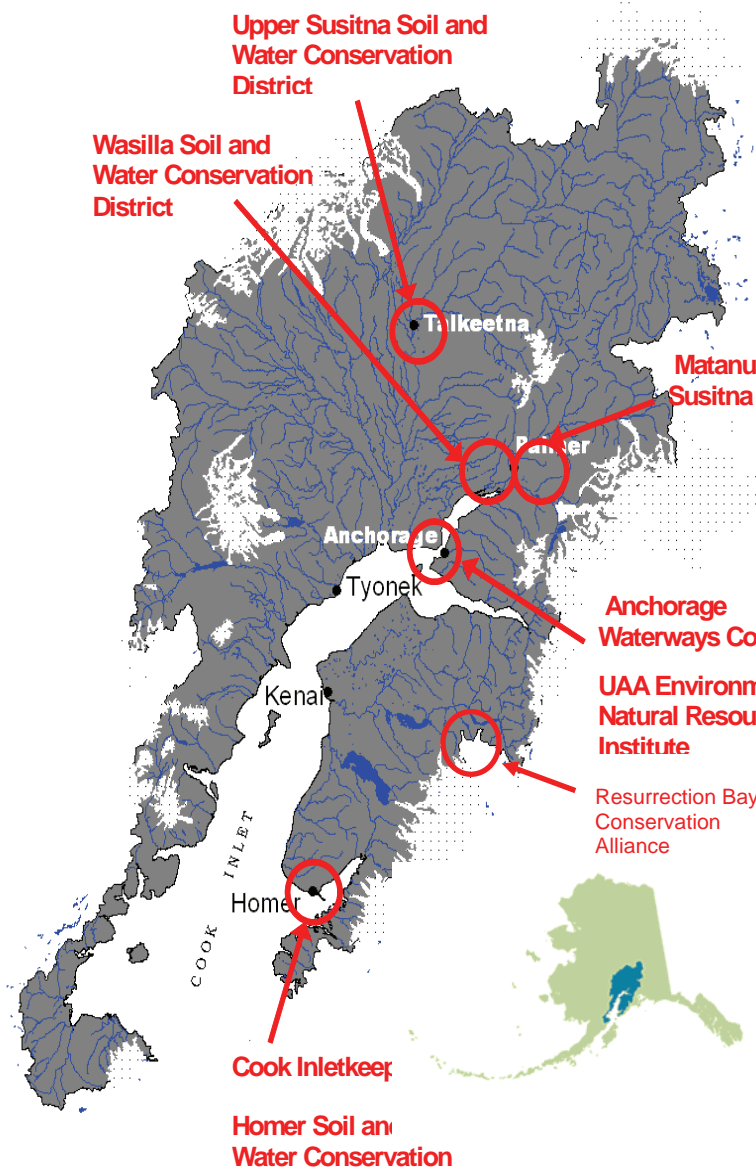 Upper Susitna Soil and
Water Conservation
District
Wasilla Soil and
Water Conservation
District
Talkeetna
Matanu
Susitna
Palmer
Anchorage
Tyonek
Anchorage
Waterways Co
UAA Environm
Natural Resou
Institute
Kenai
Resurrection Bay
Conservation
Alliance
COOK INLET
Homer
Cook Inletkeep
Homer Soil an
Water Conservation